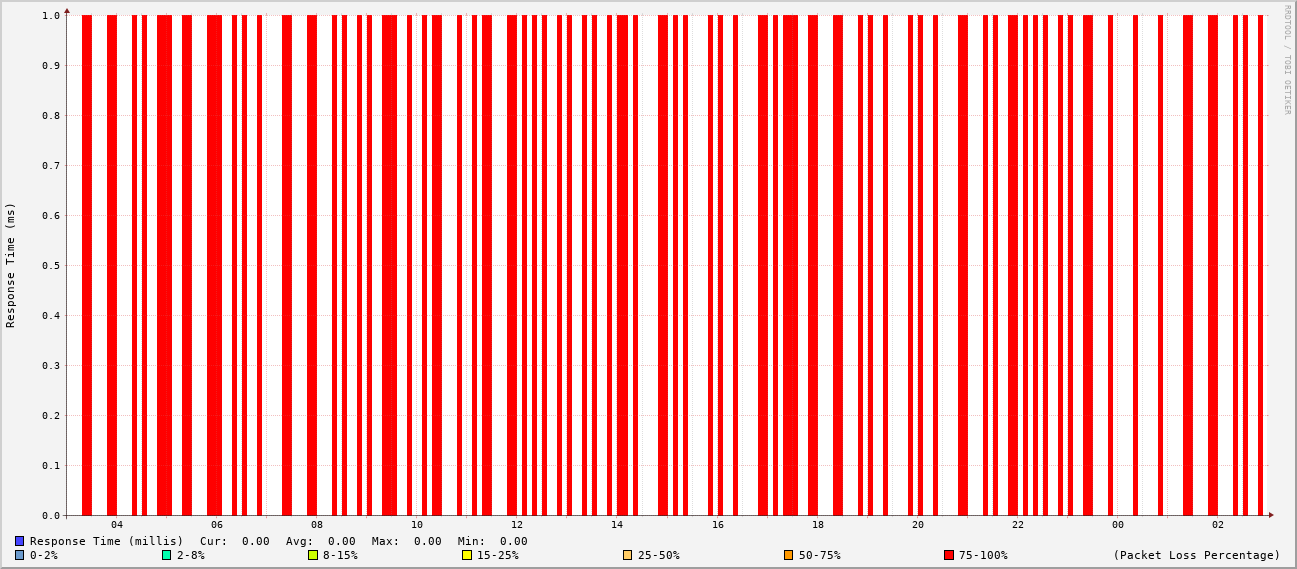 RRDTOOL / TOBI OETIKER
Response Time (ms)
1.0
0.9
0.8
0.7
0.6
0.5
0.4
0.3
0.2
0.1
0.0
04 06 08 10 12 14 16 18 20 22 00 02
Response Time (millis) Cur: 0.00 Avg: 0.00 Max: 0.00 Min: 0.00
0-2% 2-8% 8-15% 15-25% 25-50% 50-75% 75-100% (Packet Loss Percentage)